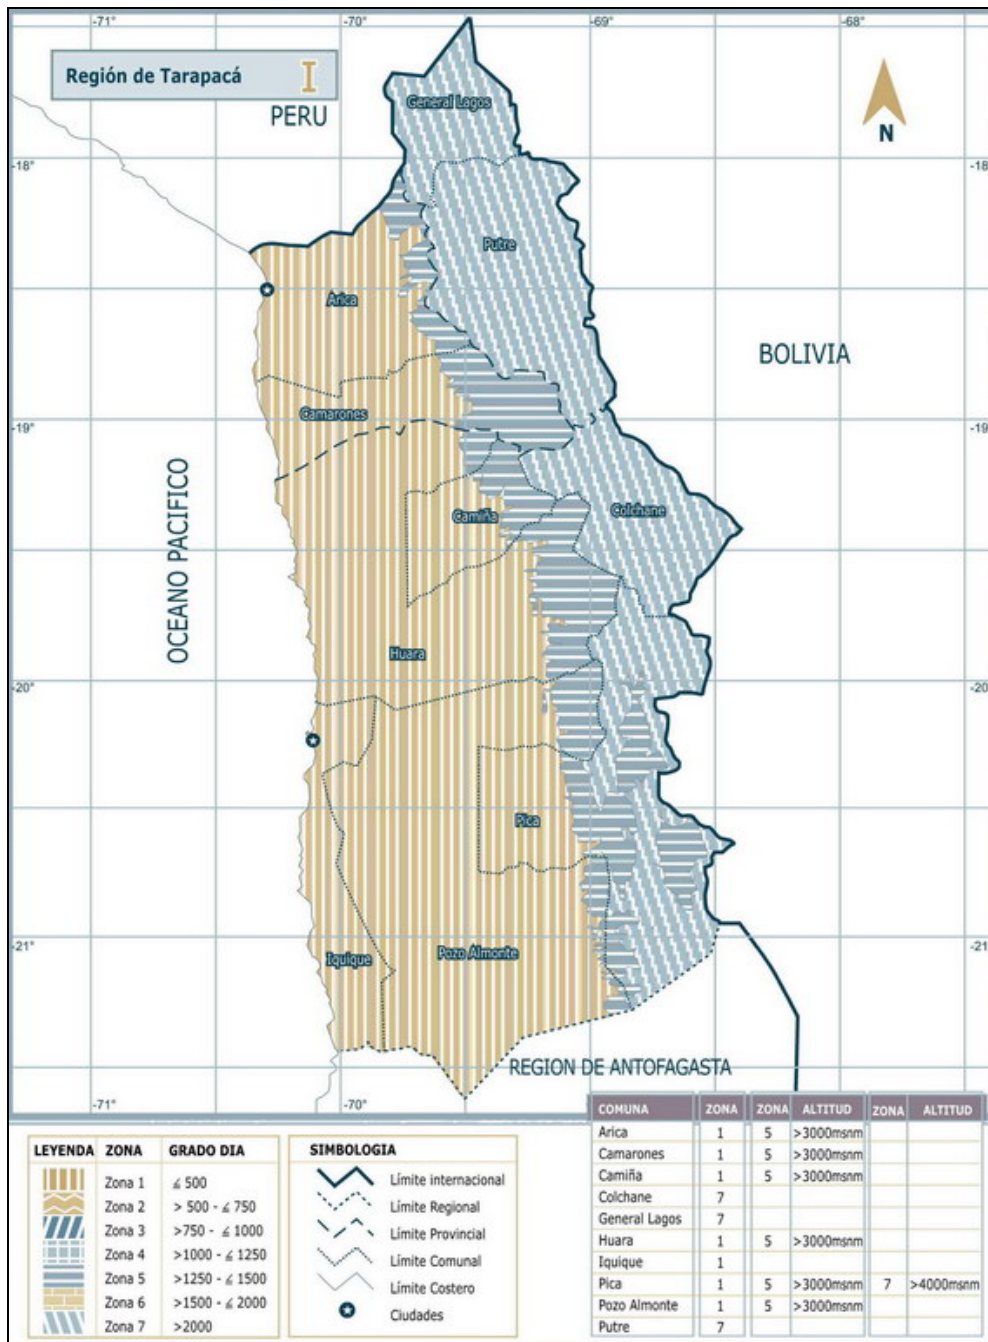 -71°
-70°
-69°
-68°
Región de Tarapacá I
PERU
General Lagos
N
-18°
-18
Putre
Arica
BOLIVIA
Camarones
-19°
-19
OCEANO PACIFICO
Camiña
Colchane
Huara
-20°
-20
Pica
-21°
-21
Iquique
Pozo Almonte
REGION DE ANTOFAGASTA
-71°
-70°
LEYENDA ZONA GRADO DIA
Zona 1 ≤ 500
Zona 2 > 500 - ≤ 750
Zona 3 >750 - ≤ 1000
Zona 4 >1000 - ≤ 1250
Zona 5 >1250 - ≤ 1500
Zona 6 >1500 - ≤ 2000
Zona 7 >2000
SIMBOLOGIA
Límite internacional
Límite Regional
Límite Provincial
Límite Comunal
Límite Costero
Ciudades
COMUNA ZONA ZONA ALTITUD ZONA ALTITUD
Arica 1 5 >3000msnm
Camarones 1 5 >3000msnm
Camiña 1 5 >3000msnm
Colchane 7
General Lagos 7
Huara 1 5 >3000msnm
Iquique 1
Pica 1 5 >3000msnm 7 >4000msnm
Pozo Almonte 1 5 >3000msnm
Putre 7